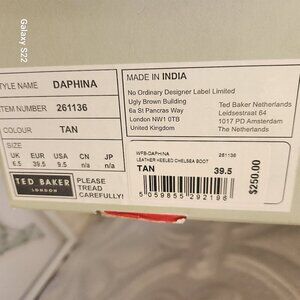 Galaxy S22
STYLE NAME DAPHINA
ITEM NUMBER 261136
COLOUR TAN
SIZE
UK EUR US CN IN
6.5 39.5 9.5 n/a n/a
TED BAKER
LONDON
PLEASE
TREAD
CAREFULLY!
MADE IN INDIA
No Ordinary Designer Label Limited
Ugly Brown Building
6a St Pancras Way
London NW1 0TB
United Kingdom
Ted Baker Netherlands
Leidsestraat 64
1017 PD Amsterdam
The Netherlands
WFB-DAPHINA 261136
LEATHER HEELED CHELSEA BOOT
TAN 39.5
5 059855 292196
$250.00